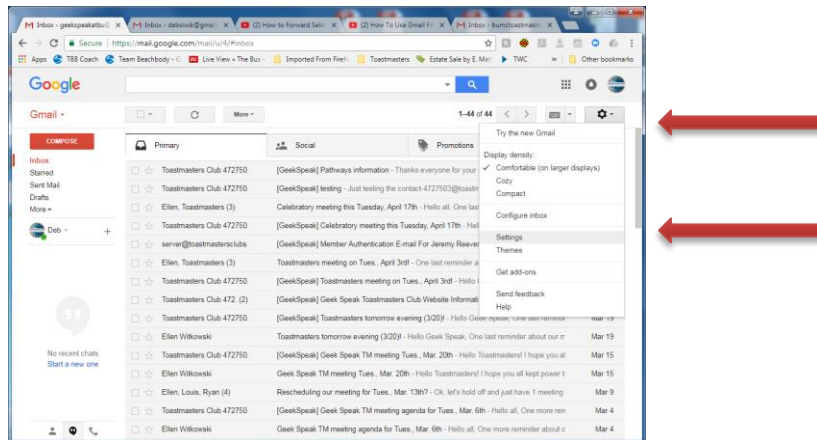 Inbox - geekspeakatbu
Inbox - debsiwik@gmai
(2) How to Forward Sele
(2) How To Use Gmail Fi
Inbox - bumstoastmaste
Secure https://mail.google.com/mail/u/4/#inbox
Apps TBB Coach Team Beachbody - O Live View » The Bus - Imported From Firefo Toastmasters Estate Sale by E. Mer TWC » Other bookmarks
Google
Gmail
More
1–44 of 44
COMPOSE
Inbox
Starred
Sent Mail
Drafts
More
Deb
+
No recent chats
Start a new one
Primary
Social
Promotions
Toastmasters Club 472750. [GeekSpeak] Pathways information - Thanks everyone for your
Toastmasters Club 472750. [GeekSpeak] testing - Just testing the contact-4727503@toastm
Ellen, Toastmasters (3) Celebratory meeting this Tuesday, April 17th - Hello all, One last
Toastmasters Club 472750. [GeekSpeak] Celebratory meeting this Tuesday, April 17th - Hel
server@toastmastersclubs. [GeekSpeak] Member Authentication E-mail For Jeremy Reeves
Ellen, Toastmasters (3) Toastmasters meeting on Tues., April 3rd! - One last reminder a
Toastmasters Club 472750. [GeekSpeak] Toastmasters meeting on Tues., April 3rd! - Hello
Toastmasters Club 472. (2) [GeekSpeak] Geek Speak Toastmasters Club Website Informati
Toastmasters Club 472750. [GeekSpeak] Toastmasters tomorrow evening (3/20)! - Hello Geek Speak, One last reminder Mar 19
Ellen Witkowski Toastmasters tomorrow evening (3/20)! - Hello Geek Speak, One last reminder about our m Mar 19
Toastmasters Club 472750. [GeekSpeak] Geek Speak TM meeting Tues., Mar. 20th - Hello Toastmasters! I hope you al Mar 15
Ellen Witkowski Geek Speak TM meeting Tues., Mar. 20th - Hello Toastmasters! I hope you all kept power t Mar 15
Ellen, Louis, Ryan (4) Rescheduling our meeting for Tues., Mar. 13th? - Ok, let's hold off and just have 1 meeting Mar 9
Toastmasters Club 472750. [GeekSpeak] Geek Speak TM meeting agenda for Tues., Mar. 6th - Hello all, One more rem Mar 4
Ellen Witkowski Geek Speak TM meeting agenda for Tues., Mar. 6th - Hello all, One more reminder about o Mar 4
Try the new Gmail
Display density:
✓ Comfortable (on larger displays)
Cozy
Compact
Configure inbox
Settings
Themes
Get add-ons
Send feedback
Help